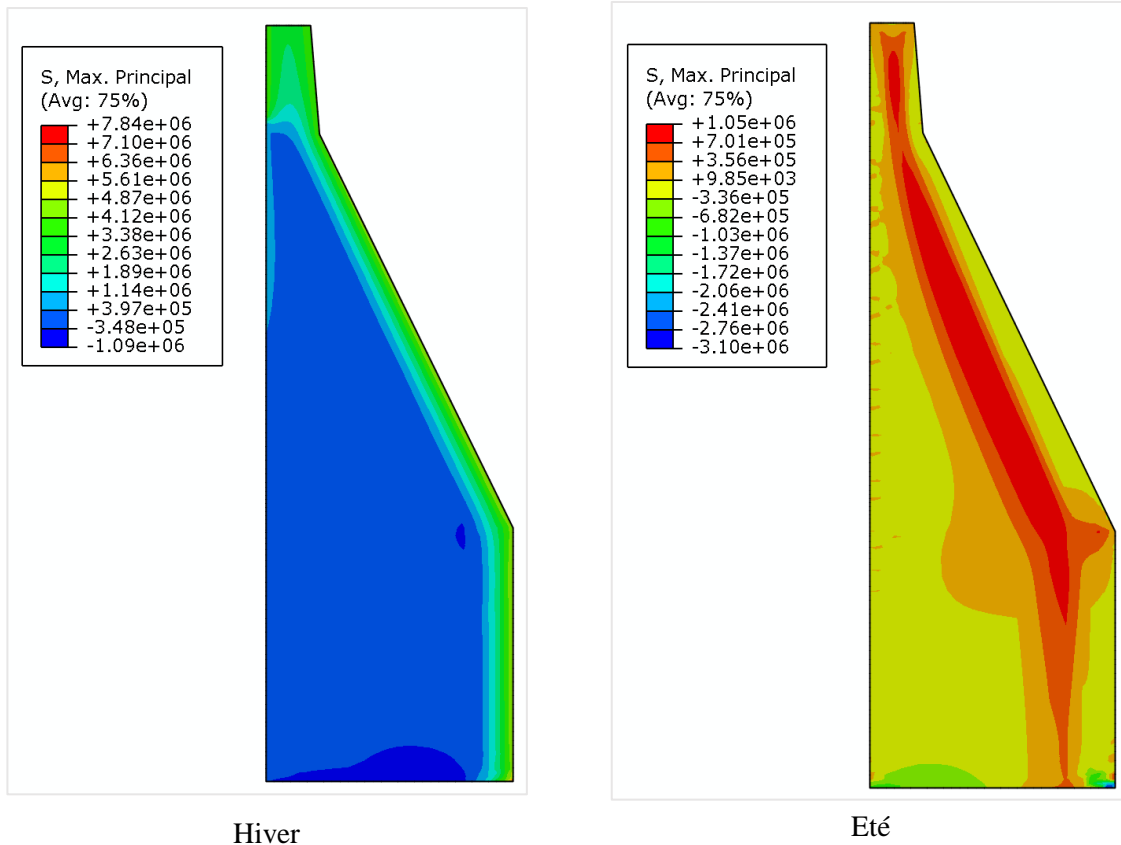 S, Max. Principal
(Avg: 75%)
+7.84e+06
+7.10e+06
+6.36e+06
+5.61e+06
+4.87e+06
+4.12e+06
+3.38e+06
+2.63e+06
+1.89e+06
+1.14e+06
+3.97e+05
-3.48e+05
-1.09e+06
Hiver
S, Max. Principal
(Avg: 75%)
+1.05e+06
+7.01e+05
+3.56e+05
+9.85e+03
-3.36e+05
-6.82e+05
-1.03e+06
-1.37e+06
-1.72e+06
-2.06e+06
-2.41e+06
-2.76e+06
-3.10e+06
Eté